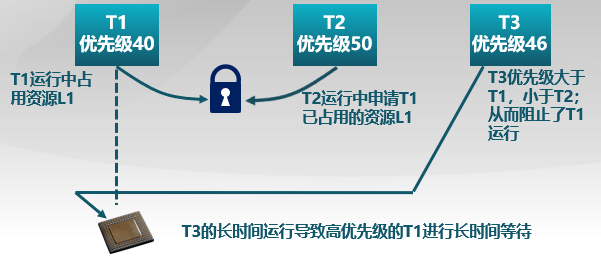 T1
优先级40
T2
优先级50
T3
优先级46
T1运行中占
用资源L1
T2运行中申请T1
已占用的资源L1
T3优先级大于
T1，小于T2；
从而阻止了T1
运行
T3的长时间运行导致高优先级的T1进行长时间等待